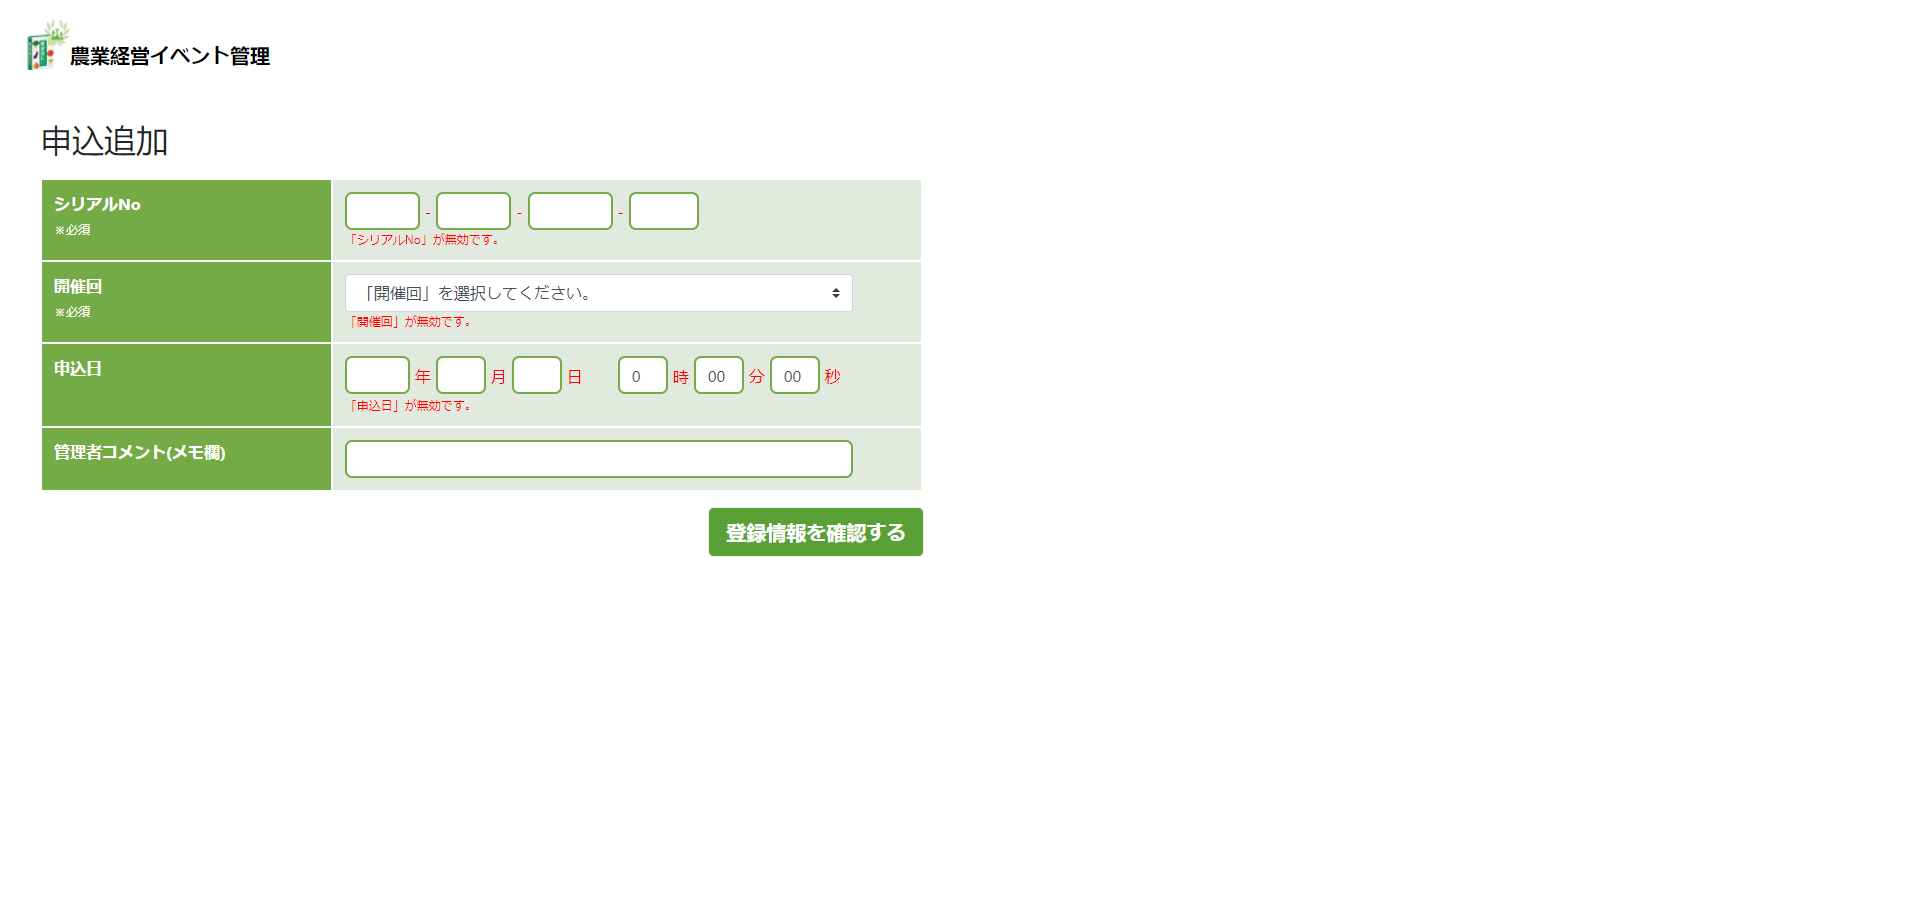 農業経営イベント管理
申込追加
シリアルNo
※必須
- - -
「シリアルNo」が無効です。
開催回
※必須
「開催回」を選択してください。
「開催回」が無効です。
申込日
年 月 日 0 時 00 分 00 秒
「申込日」が無効です。
管理者コメント(メモ欄)
登録情報を確認する